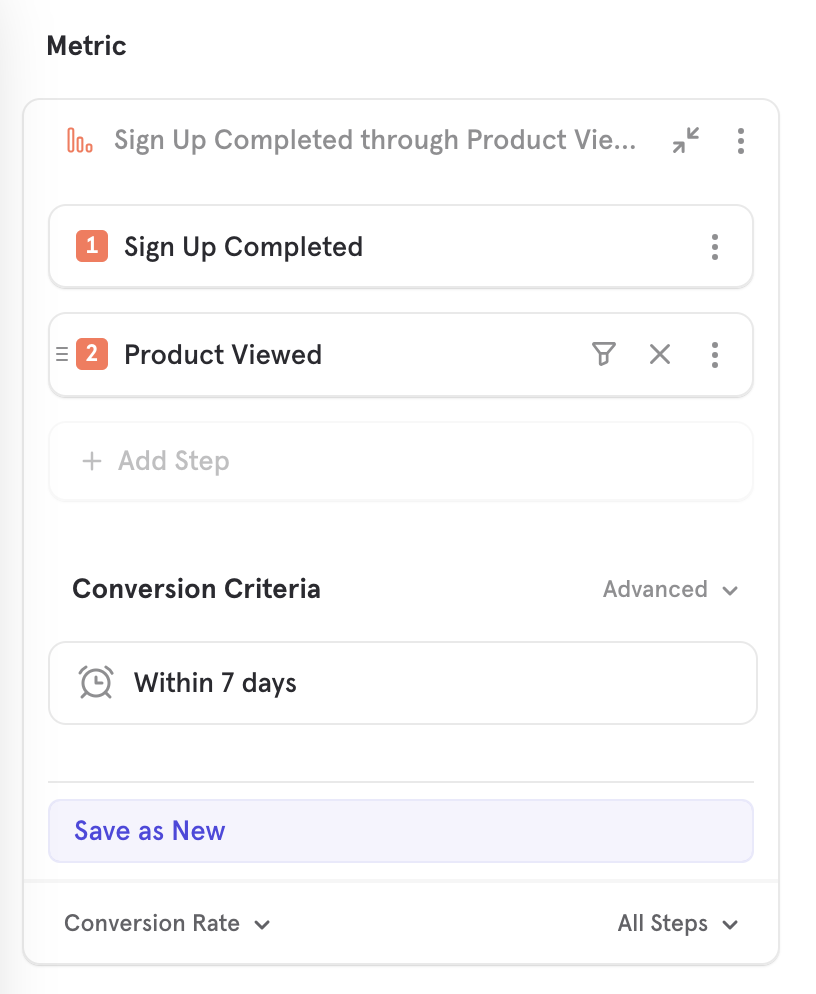 Metric
Sign Up Completed through Product Vie...
1 Sign Up Completed
2 Product Viewed
+ Add Step
Conversion Criteria Advanced
Within 7 days
Save as New
Conversion Rate All Steps